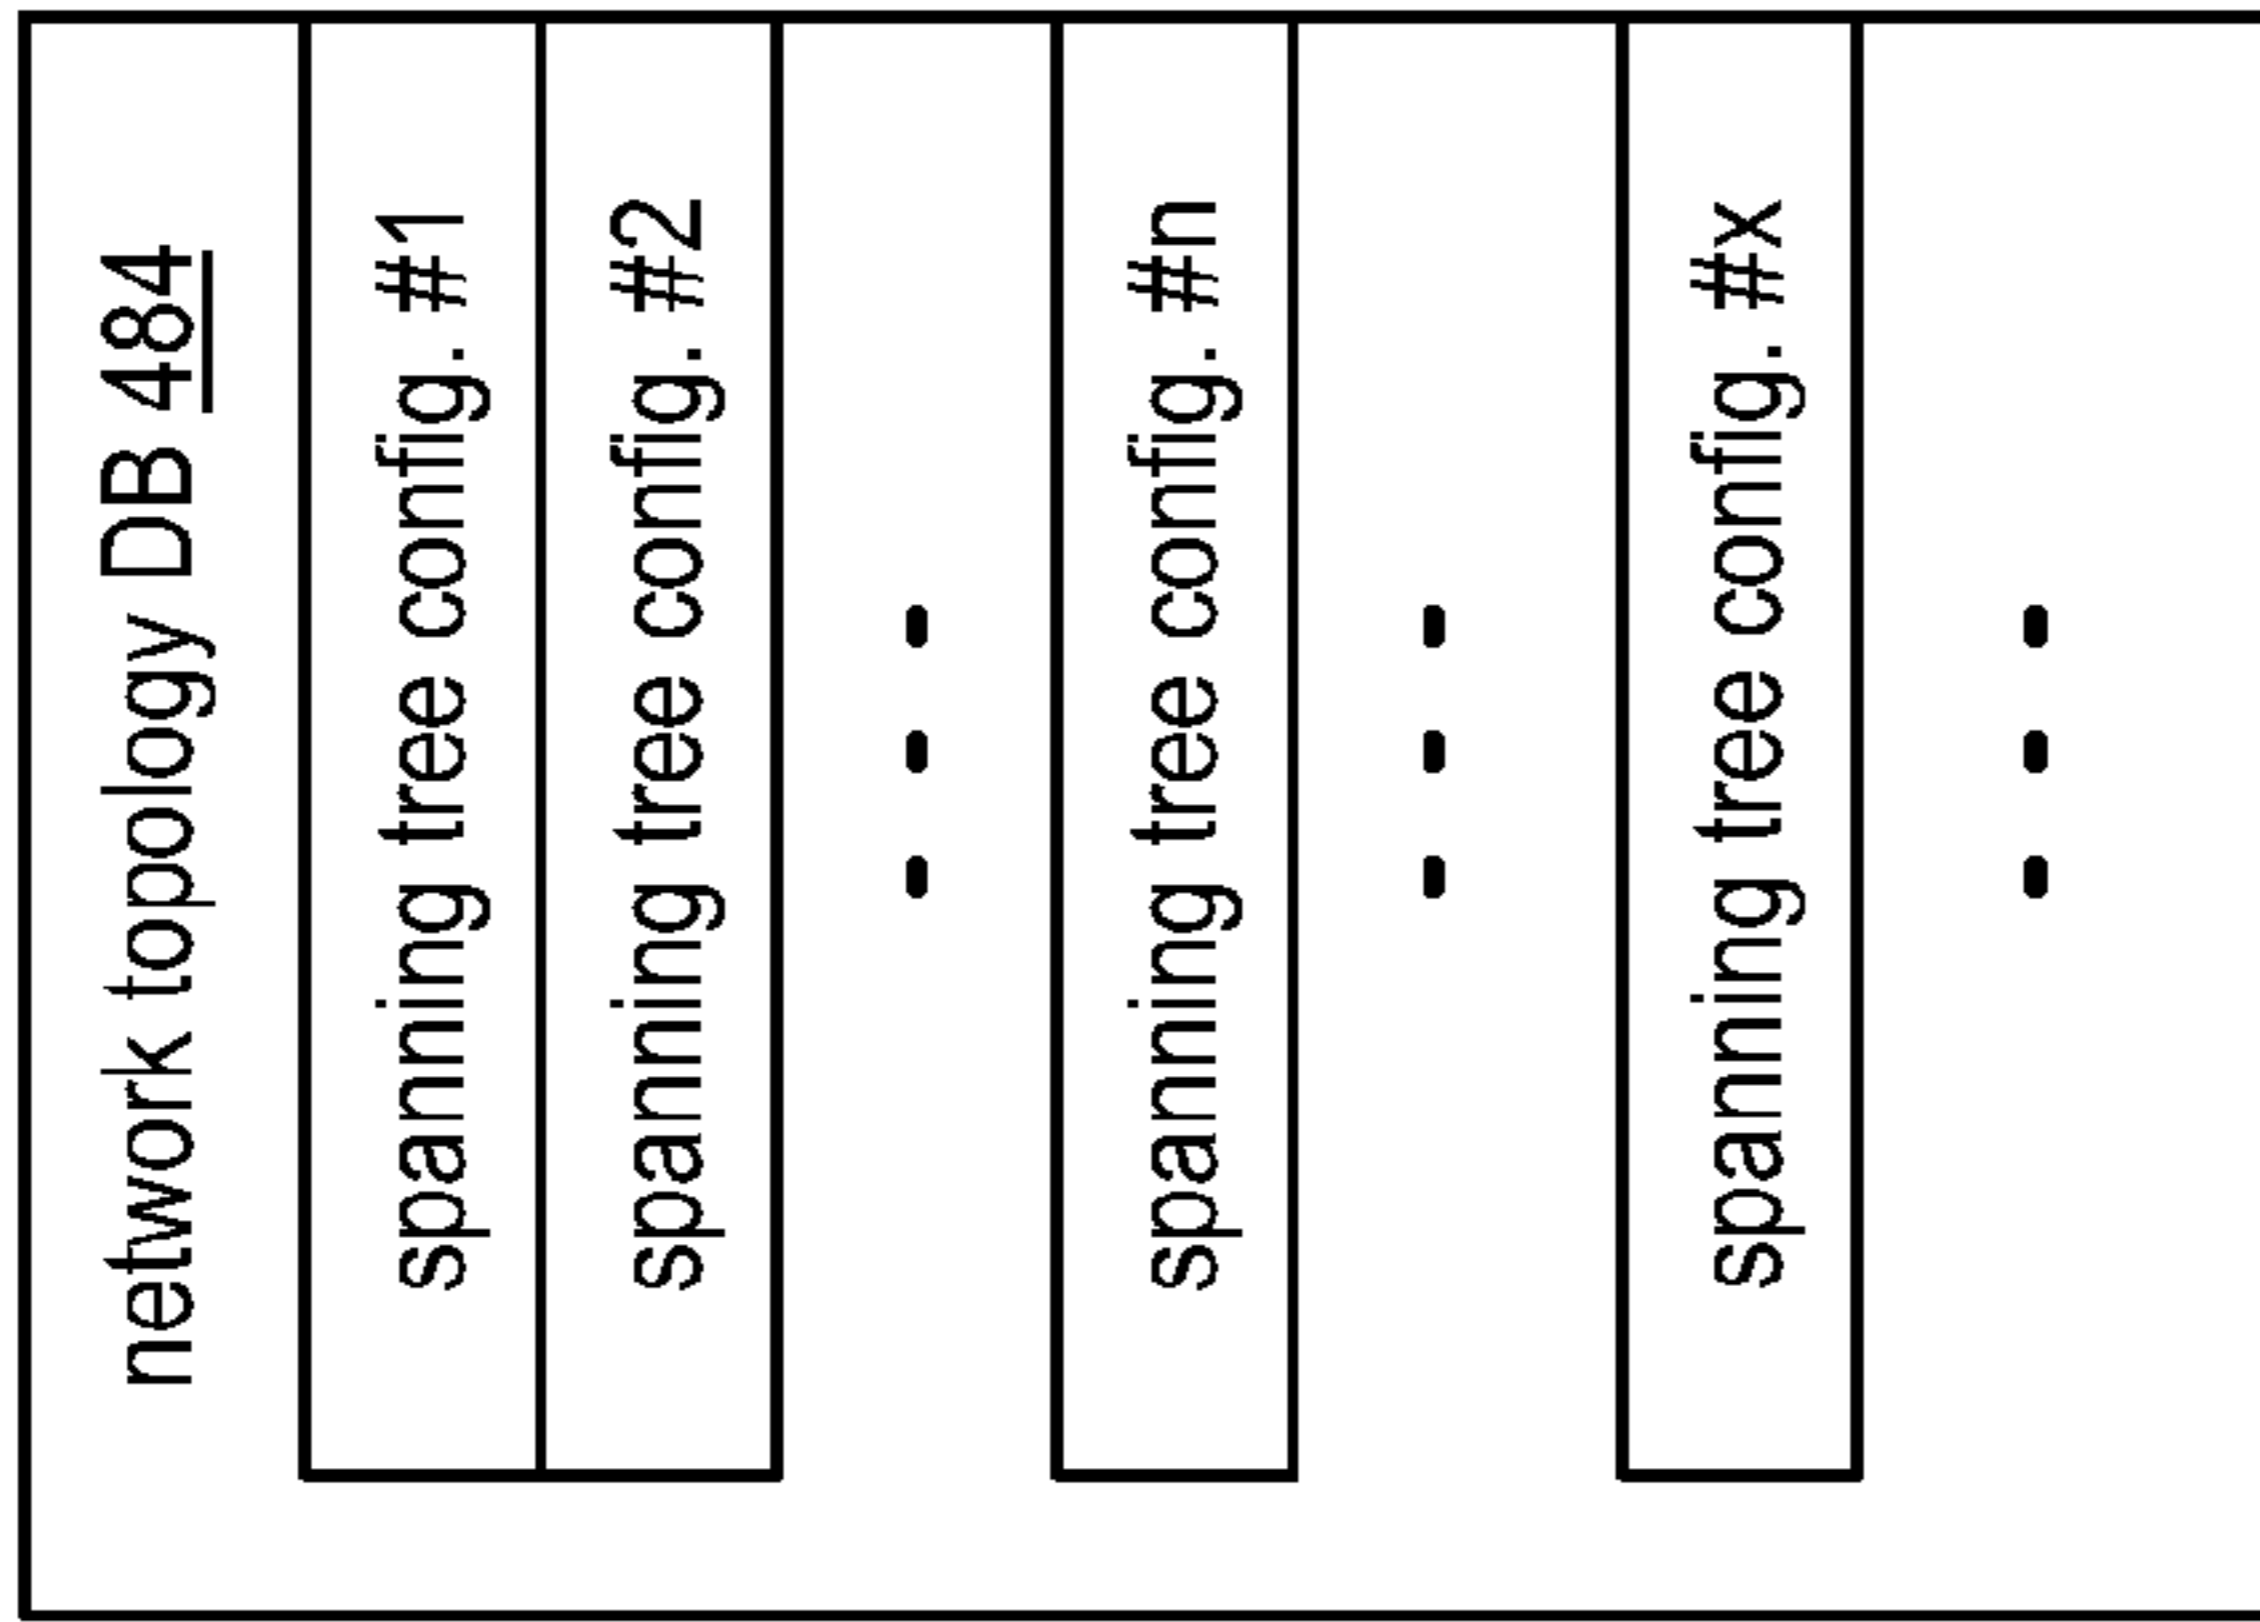 network topology DB 484
spanning tree config. #1
spanning tree config. #2
spanning tree config. #n
spanning tree config. #x